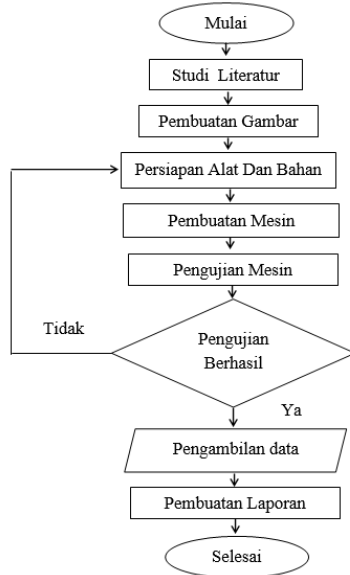 Mulai
Studi Literatur
Pembuatan Gambar
Persiapan Alat Dan Bahan
Pembuatan Mesin
Pengujian Mesin
Tidak
Pengujian
Berhasil
Ya
Pengambilan data
Pembuatan Laporan
Selesai